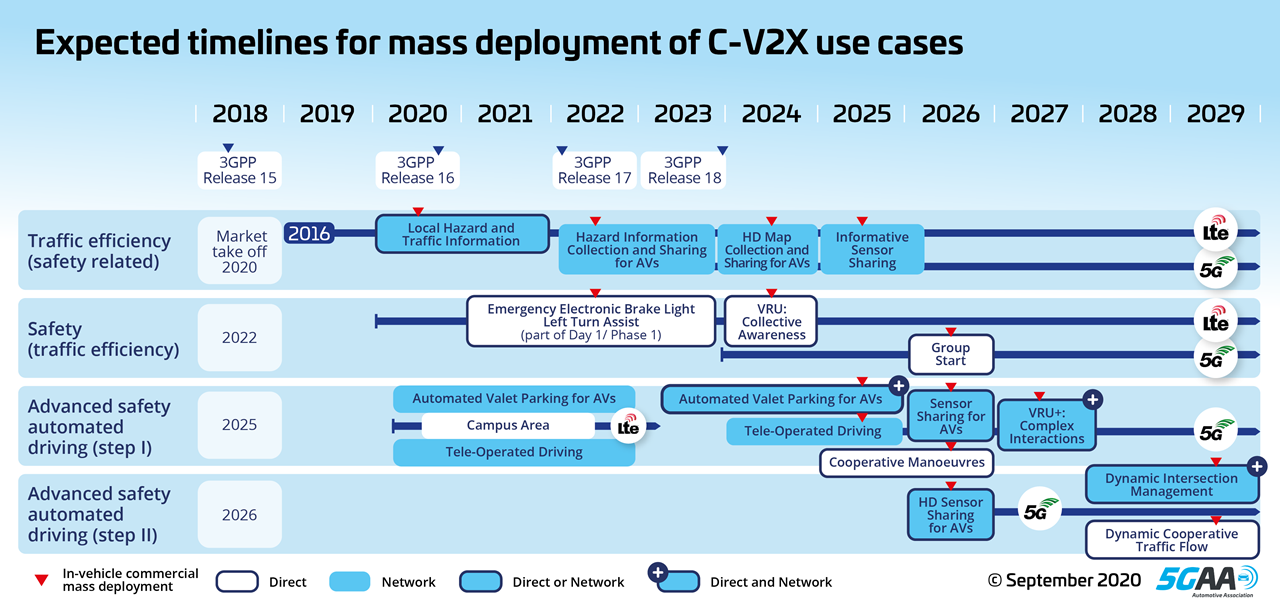 Expected timelines for mass deployment of C-V2X use cases
2018 2019 2020 2021 2022 2023 2024 2025 2026 2027 2028 2029
3GPP
Release 15
3GPP
Release 16
3GPP
Release 17
3GPP
Release 18
Traffic efficiency
(safety related)
Market
take off
2020
2016
Local Hazard and
Traffic Information
Hazard Information
Collection and Sharing
for AVs
HD Map
Collection and
Sharing for AVs
Informative
Sensor
Sharing
Lte
5G
Safety
(traffic efficiency)
2022
Emergency Electronic Brake Light
Left Turn Assist
(part of Day 1/ Phase 1)
VRU:
Collective
Awareness
Group
Start
Lte
5G
Advanced safety
automated
driving (step I)
2025
Automated Valet Parking for AVs
Campus Area
Lte
Tele-Operated Driving
Automated Valet Parking for AVs
+
Tele-Operated Driving
Cooperative Manoeuvres
Sensor
Sharing for
AVs
VRU+:
Complex
Interactions
+
5G
Advanced safety
automated
driving (step II)
2026
HD Sensor
Sharing
for AVs
5G
Dynamic Intersection
Management
+
Dynamic Cooperative
Traffic Flow
In-vehicle commercial
mass deployment
Direct
Network
Direct or Network
+
Direct and Network
© September 2020
5GAA
Automotive Association